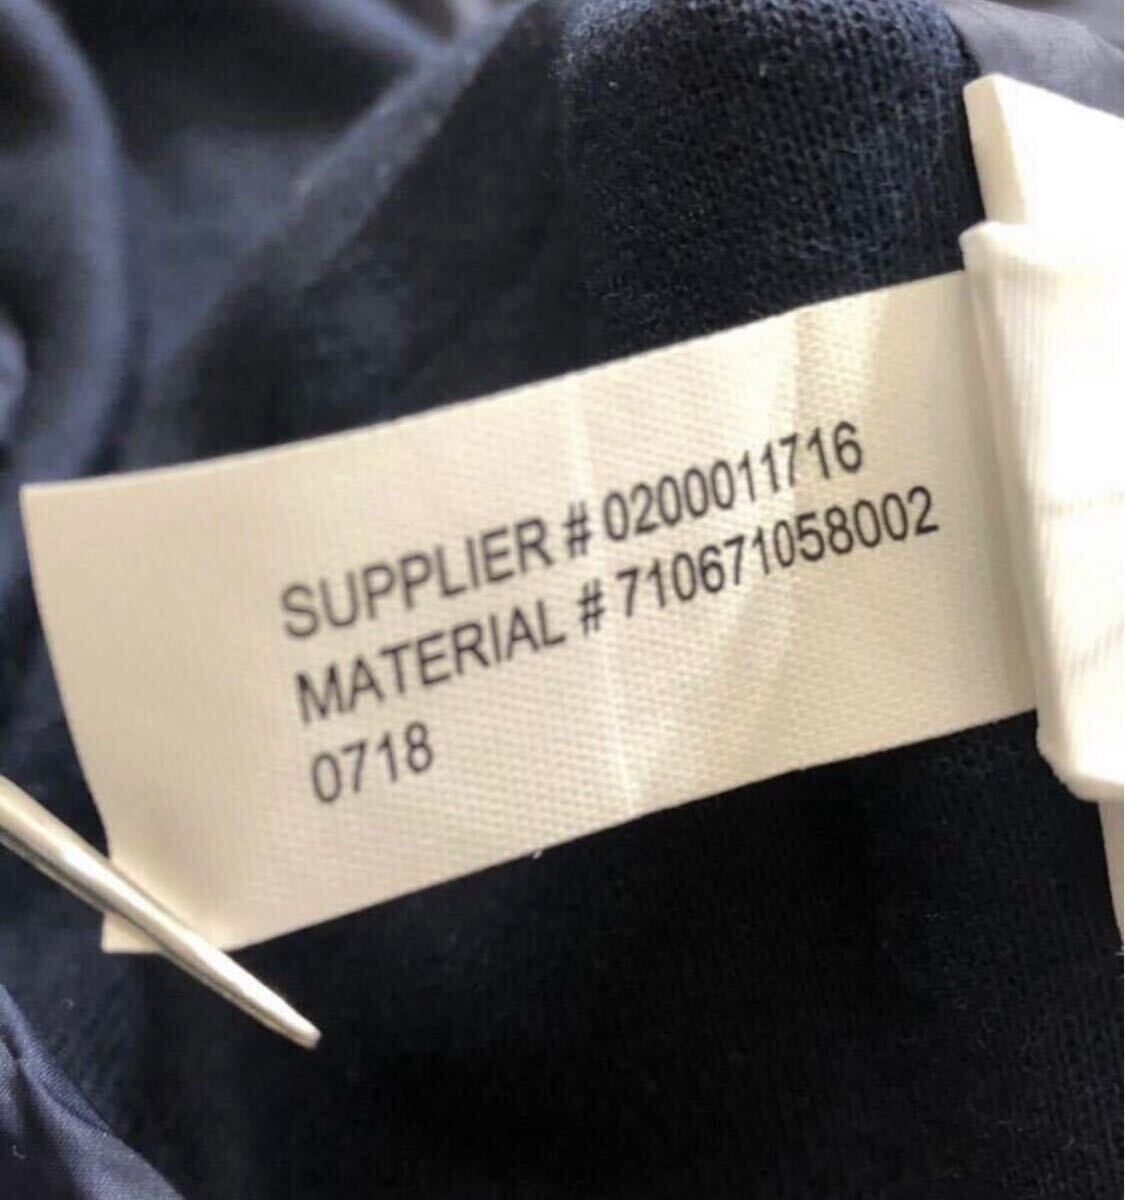 SUPPLIER # 0200011716
MATERIAL # 710671058002
0718